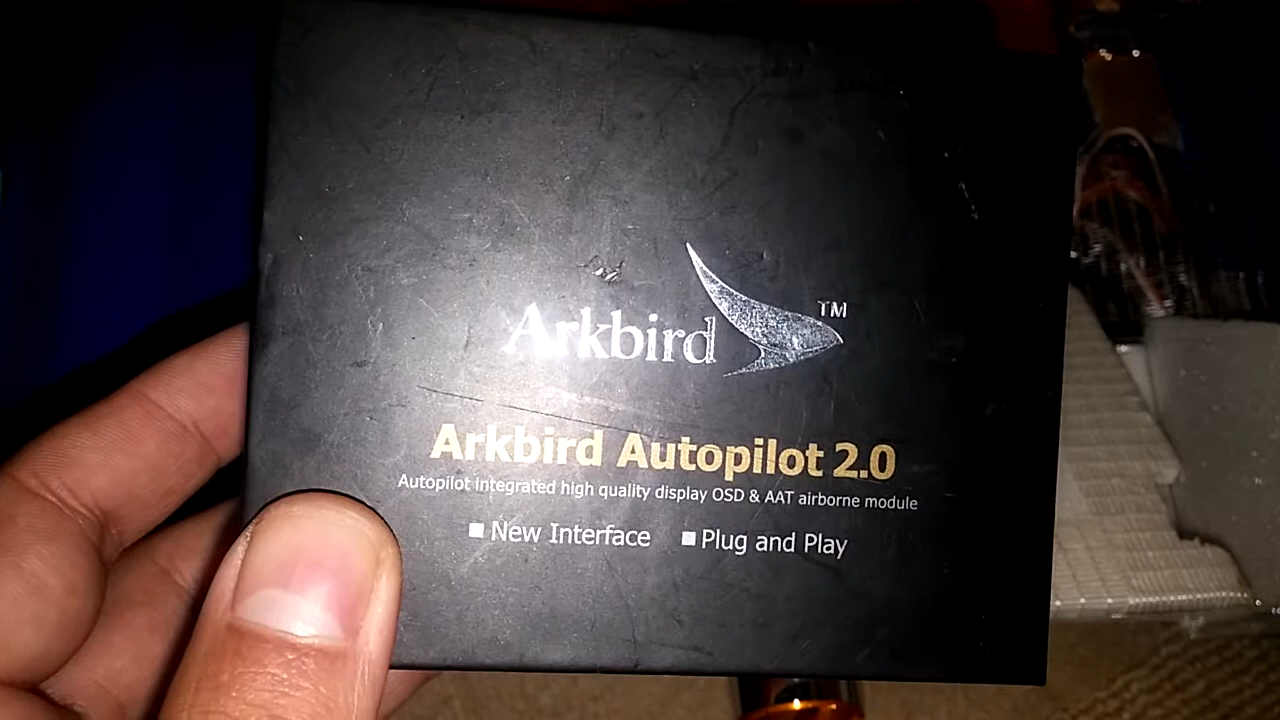 Arkbird TM
Arkbird Autopilot 2.0
Autopilot integrated high quality display OSD & AAT airborne module
New Interface Plug and Play